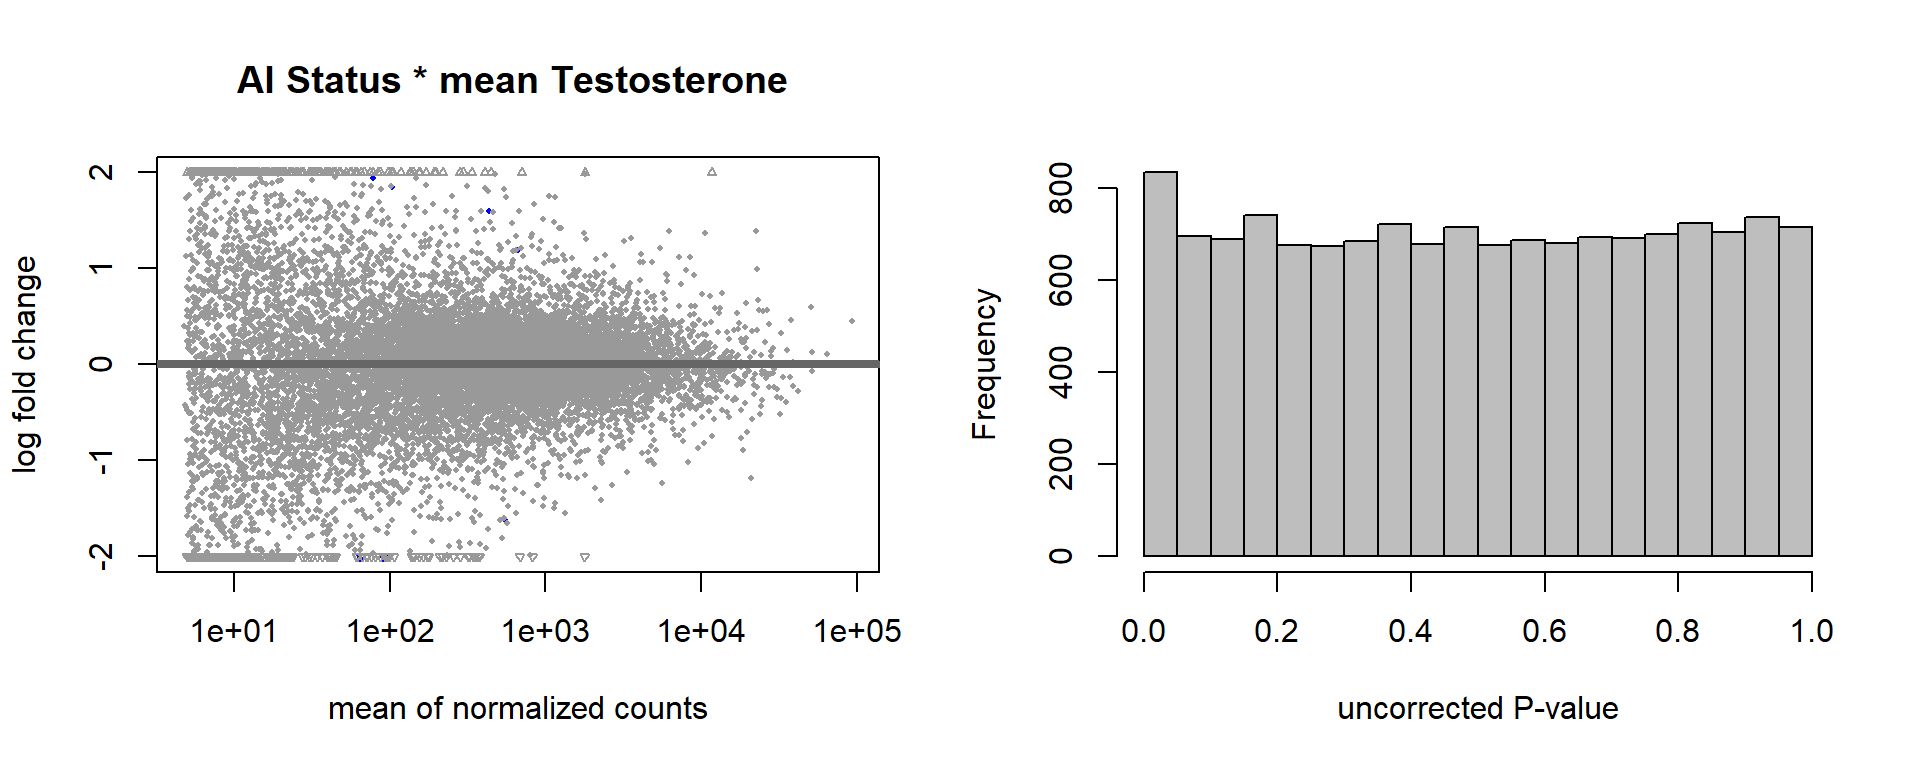 AI Status * mean Testosterone
2
1
0
-1
-2
log fold change
1e+01 1e+02 1e+03 1e+04 1e+05
mean of normalized counts
800
600
400
200
0
Frequency
0.0 0.2 0.4 0.6 0.8 1.0
uncorrected P-value